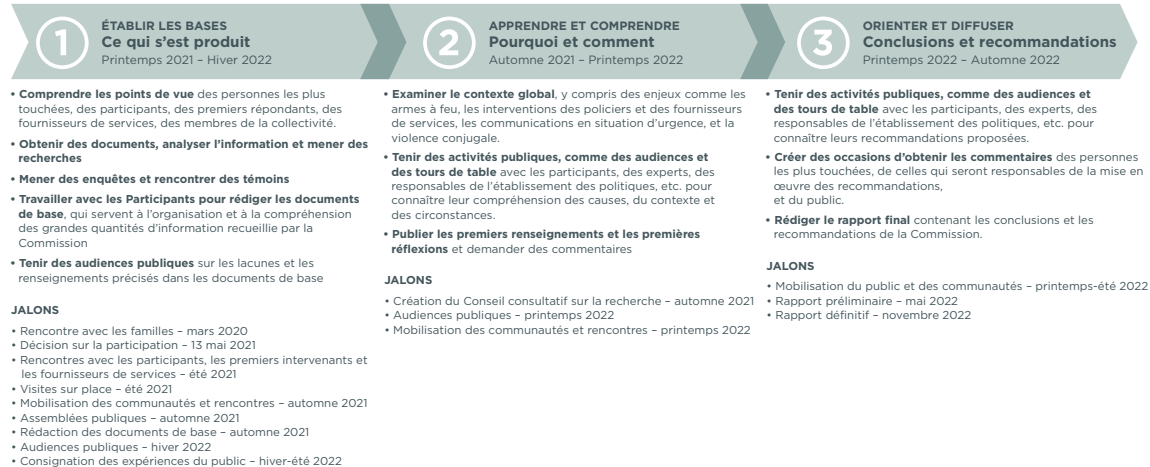 1
ÉTABLIR LES BASES
Ce qui s’est produit
Printemps 2021 – Hiver 2022
• Comprendre les points de vue des personnes les plus
touchées, des participants, des premiers répondants, des
fournisseurs de services, des membres de la collectivité.
• Obtenir des documents, analyser l’information et mener des
recherches
• Mener des enquêtes et rencontrer des témoins
• Travailler avec les Participants pour rédiger les documents
de base, qui servent à l’organisation et à la compréhension
des grandes quantités d’information recueillie par la
Commission
• Tenir des audiences publiques sur les lacunes et les
renseignements précisés dans les documents de base
JALONS
• Rencontre avec les familles – mars 2020
• Décision sur la participation – 13 mai 2021
• Rencontres avec les participants, les premiers intervenants et
les fournisseurs de services – été 2021
• Visites sur place – été 2021
• Mobilisation des communautés et rencontres – automne 2021
• Assemblées publiques – automne 2021
• Rédaction des documents de base – automne 2021
• Audiences publiques – hiver 2022
• Consignation des expériences du public – hiver-été 2022
2
APPRENDRE ET COMPRENDRE
Pourquoi et comment
Automne 2021 – Printemps 2022
• Examiner le contexte global, y compris des enjeux comme les
armes à feu, les interventions des policiers et des fournisseurs
de services, les communications en situation d’urgence, et la
violence conjugale.
• Tenir des activités publiques, comme des audiences et
des tours de table avec les participants, des experts, des
responsables de l’établissement des politiques, etc. pour
connaître leur compréhension des causes, du contexte et
des circonstances.
• Publier les premiers renseignements et les premières
réflexions et demander des commentaires
JALONS
• Création du Conseil consultatif sur la recherche – automne 2021
• Audiences publiques – printemps 2022
• Mobilisation des communautés et rencontres – printemps 2022
3
ORIENTER ET DIFFUSER
Conclusions et recommandations
Printemps 2022 – Automne 2022
• Tenir des activités publiques, comme des audiences et
des tours de table avec les participants, des experts, des
responsables de l’établissement des politiques, etc. pour
connaître leurs recommandations proposées.
• Créer des occasions d’obtenir les commentaires des personnes
les plus touchées, de celles qui seront responsables de la mise en
œuvre des recommandations,
et du public.
• Rédiger le rapport final contenant les conclusions et les
recommandations de la Commission.
JALONS
• Mobilisation du public et des communautés – printemps-été 2022
• Rapport préliminaire – mai 2022
• Rapport définitif – novembre 2022